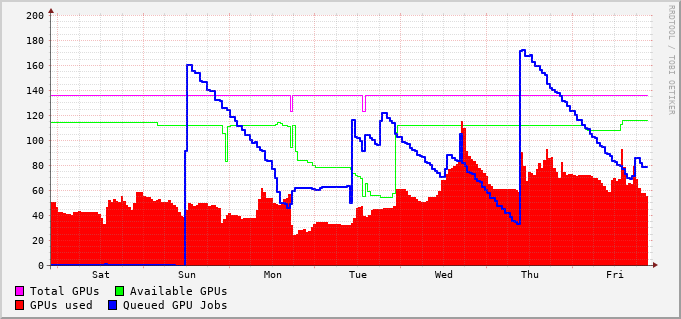 RRDTOOL / TOBI OETIKER
200
180
160
140
120
100
80
60
40
20
0
Sat Sun Mon Tue Wed Thu Fri
Total GPUs Available GPUs
GPUs used Queued GPU Jobs